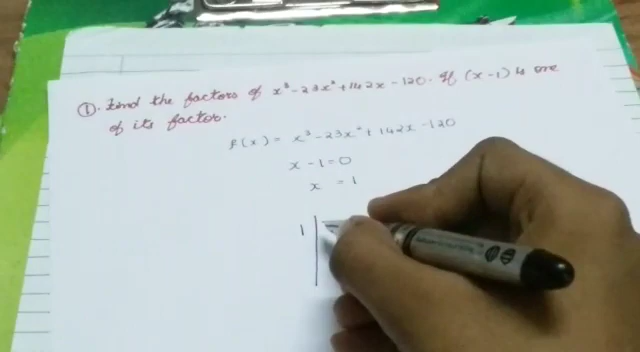 ①. Find the factors of x³-23x²+142x-120. If (x-1) is one
of its factor.
f(x) = x³-23x²+142x-120
x-1=0
x =1
1